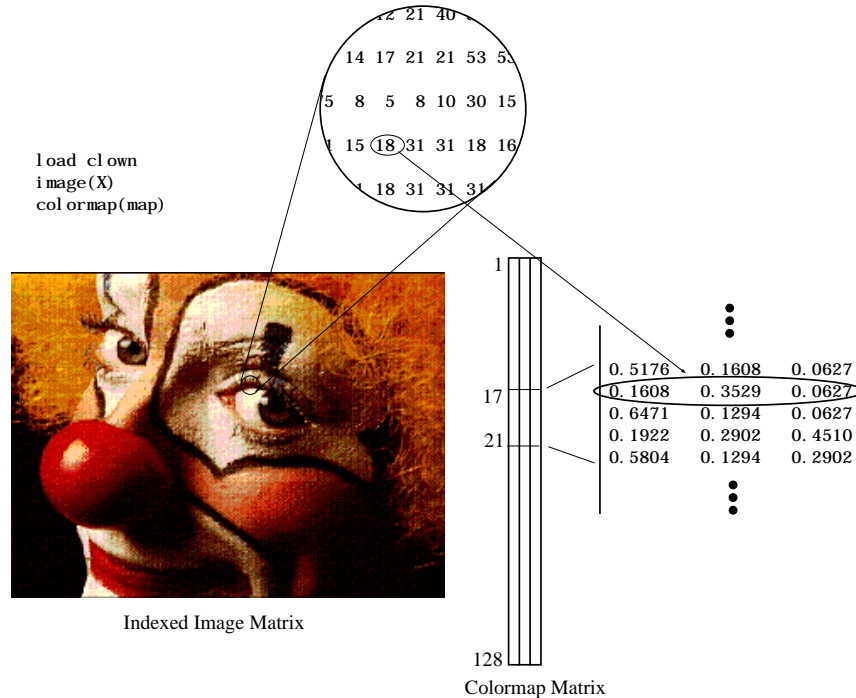 12 21 40
14 17 21 21 53
8 5 8 10 30 15
15 18 31 31 18 16
18 31 31 31
load clown
image(X)
colormap(map)
1
17
21
128
0.5176 0.1608 0.0627
0.1608 0.3529 0.0627
0.6471 0.1294 0.0627
0.1922 0.2902 0.4510
0.5804 0.1294 0.2902
Indexed Image Matrix
Colormap Matrix